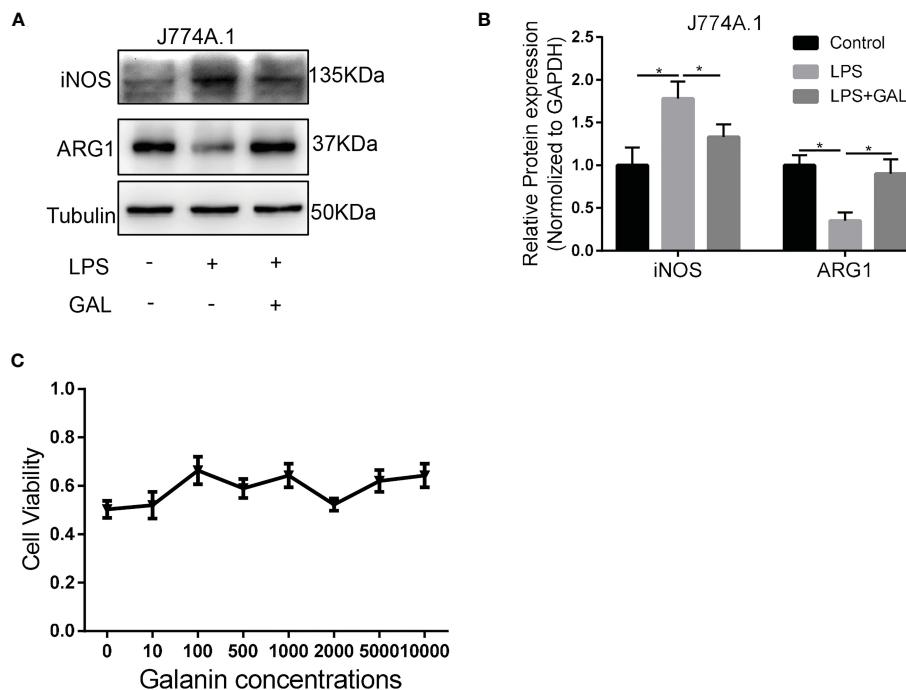 A
J774A.1
iNOS 135KDa
ARG1 37KDa
Tubulin 50KDa
LPS - + +
GAL - - +
B
J774A.1
Relative Protein expression
(Normolized to GAPDH)
2.5
2.0
1.5
1.0
0.5
0.0
* *
* *
iNOS ARG1
Control
LPS
LPS+GAL
C
Cell Viability
1.0
0.8
0.6
0.4
0.2
0.0
0 10 100 500 1000 2000 5000 10000
Galanin concentrations